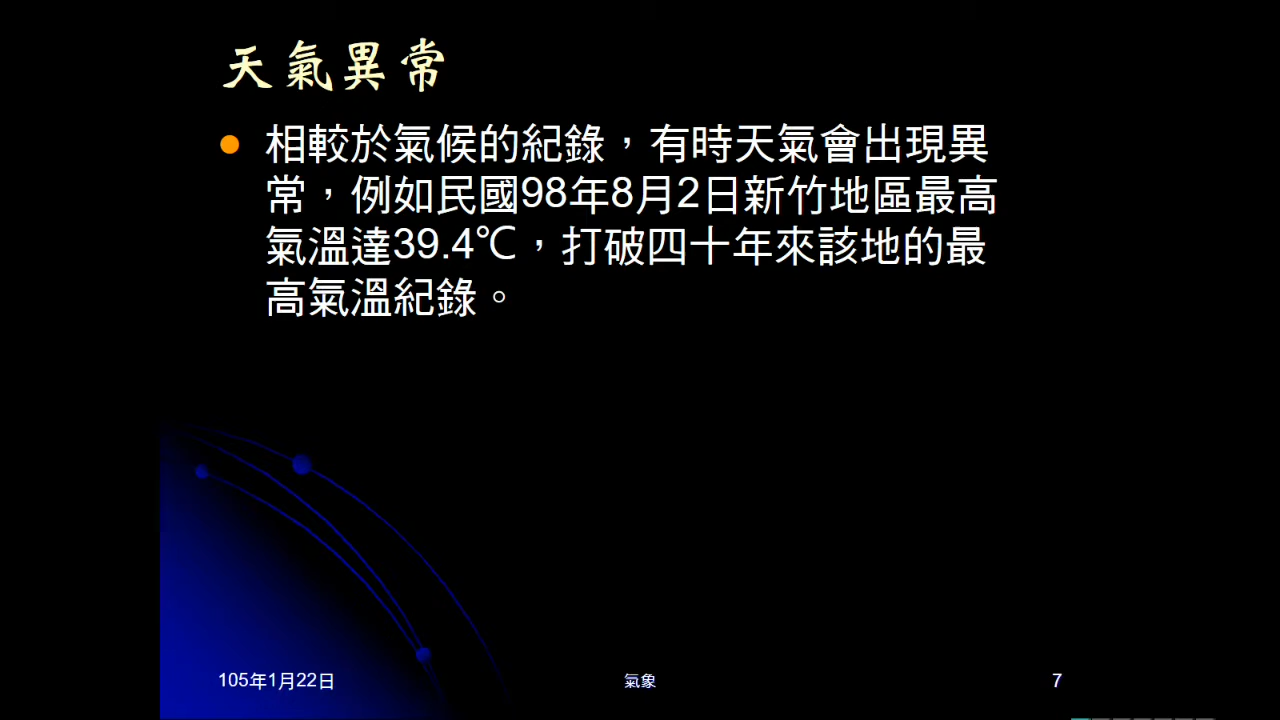 天氣異常
相較於氣候的紀錄，有時天氣會出現異
常，例如民國98年8月2日新竹地區最高
氣溫達39.4℃，打破四十年來該地的最
高氣溫紀錄。
105年1月22日
氣象
7